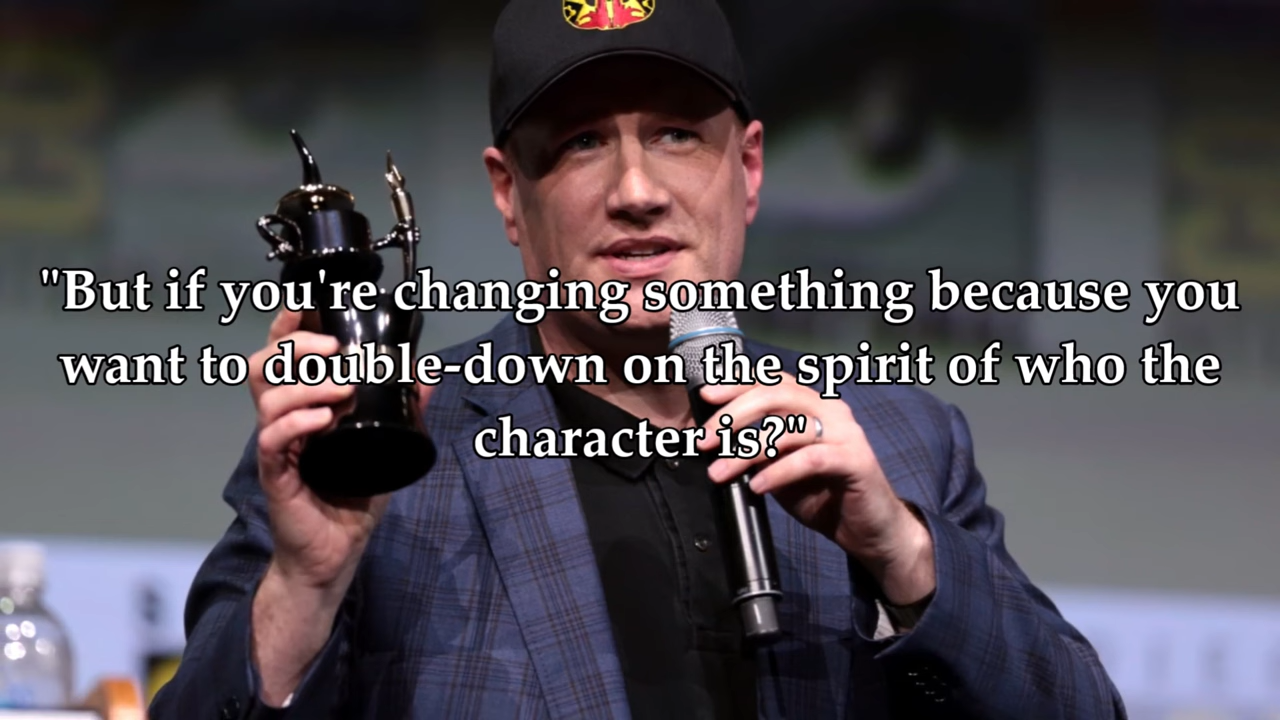 "But if you're changing something because you
want to double-down on the spirit of who the
character is?"